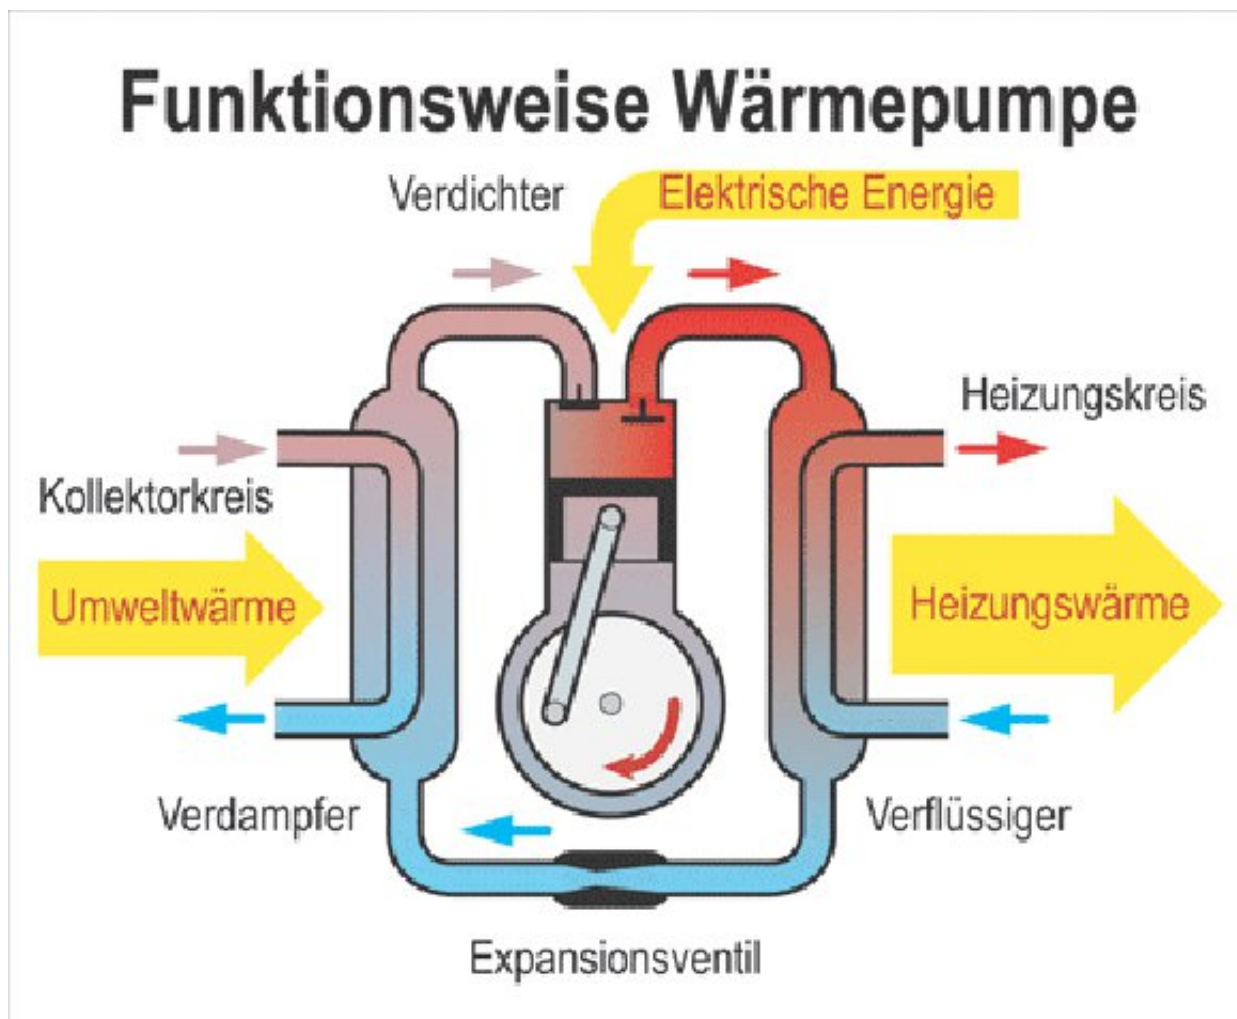 Funktionsweise Wärmepumpe
Verdichter
Elektrische Energie
Heizungskreis
Kollektorkreis
Umweltwärme
Heizungswärme
Verdampfer
Verflüssiger
Expansionsventil